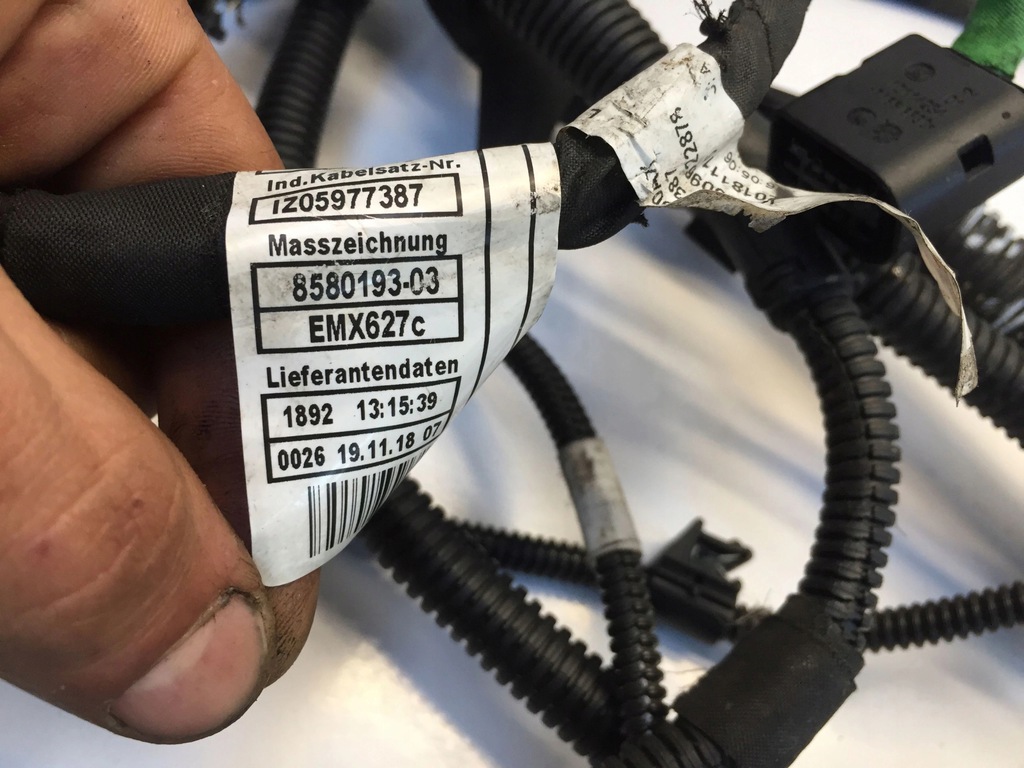 Ind.Kabelsatz-Nr.
IZ05977387
Masszeichnung
8580193-03
EMX627c
Lieferantendaten
1892 13:15:39
0026 19.11.18 07